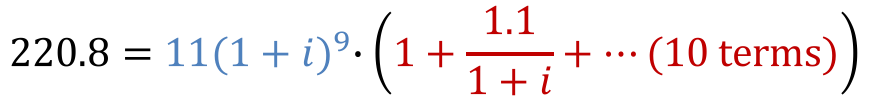 220.8 = 11(1 + i)⁹ · (1 + 1.1/(1 + i) + ⋯ (10 terms))